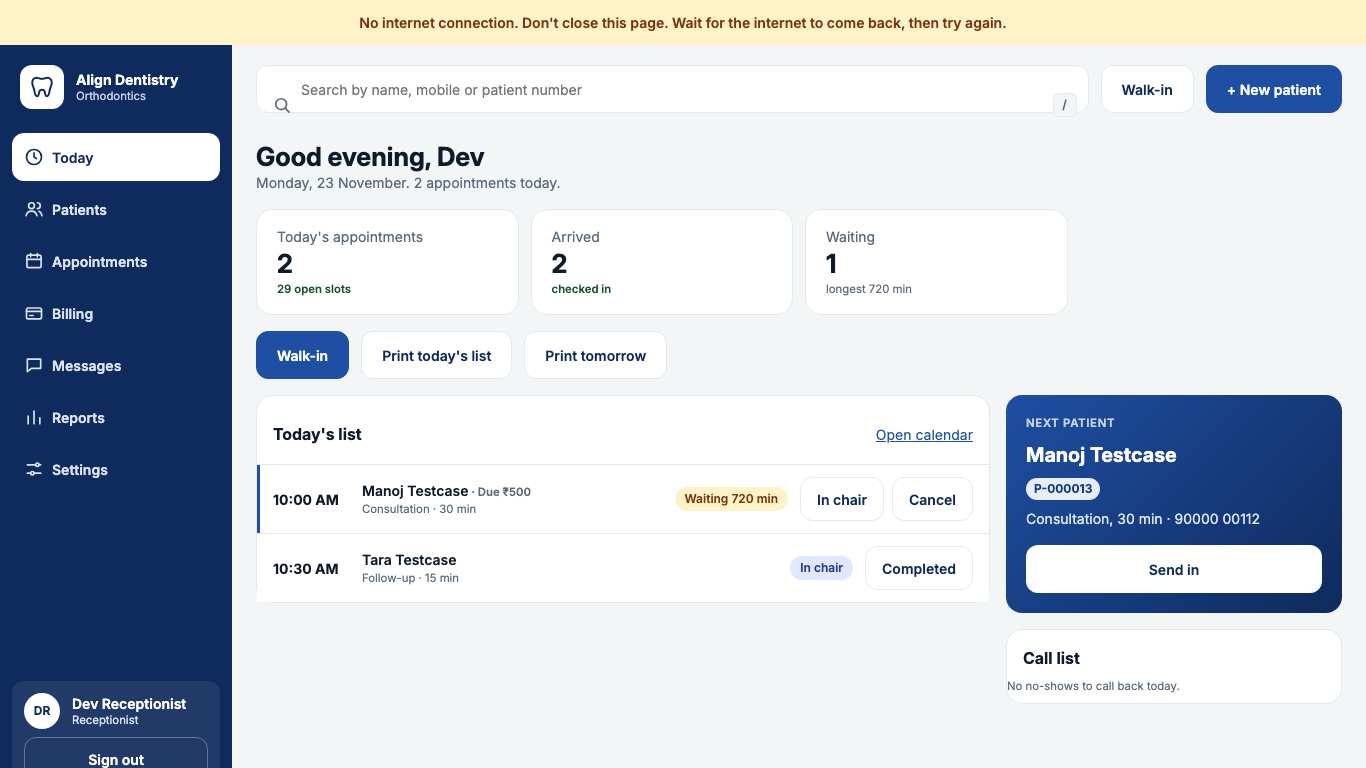 No internet connection. Don't close this page. Wait for the internet to come back, then try again.
Align Dentistry
Orthodontics
Today
Patients
Appointments
Billing
Messages
Reports
Settings
DR
Dev Receptionist
Receptionist
Sign out
Search by name, mobile or patient number
/
Walk-in
+ New patient
Good evening, Dev
Monday, 23 November. 2 appointments today.
Today's appointments
2
29 open slots
Arrived
2
checked in
Waiting
1
longest 720 min
Walk-in
Print today's list
Print tomorrow
Today's list
Open calendar
10:00 AM
Manoj Testcase · Due ₹500
Consultation · 30 min
Waiting 720 min
In chair
Cancel
10:30 AM
Tara Testcase
Follow-up · 15 min
In chair
Completed
NEXT PATIENT
Manoj Testcase
P-000013
Consultation, 30 min · 90000 00112
Send in
Call list
No no-shows to call back today.